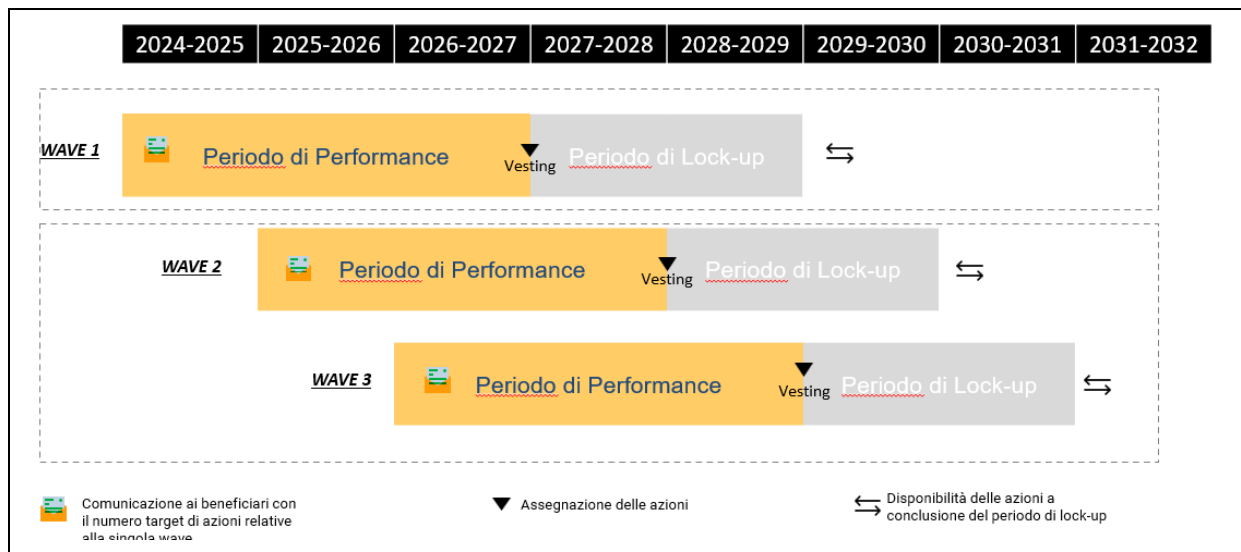 2024-2025 2025-2026 2026-2027 2027-2028 2028-2029 2029-2030 2030-2031 2031-2032
WAVE 1
Periodo di Performance
Vesting
Periodo di Lock-up
WAVE 2
Periodo di Performance
Vesting
Periodo di Lock-up
WAVE 3
Periodo di Performance
Vesting
Periodo di Lock-up
Comunicazione ai beneficiari con
il numero target di azioni relative
alla singola wave
Assegnazione delle azioni
Disponibilità delle azioni a
conclusione del periodo di lock-up